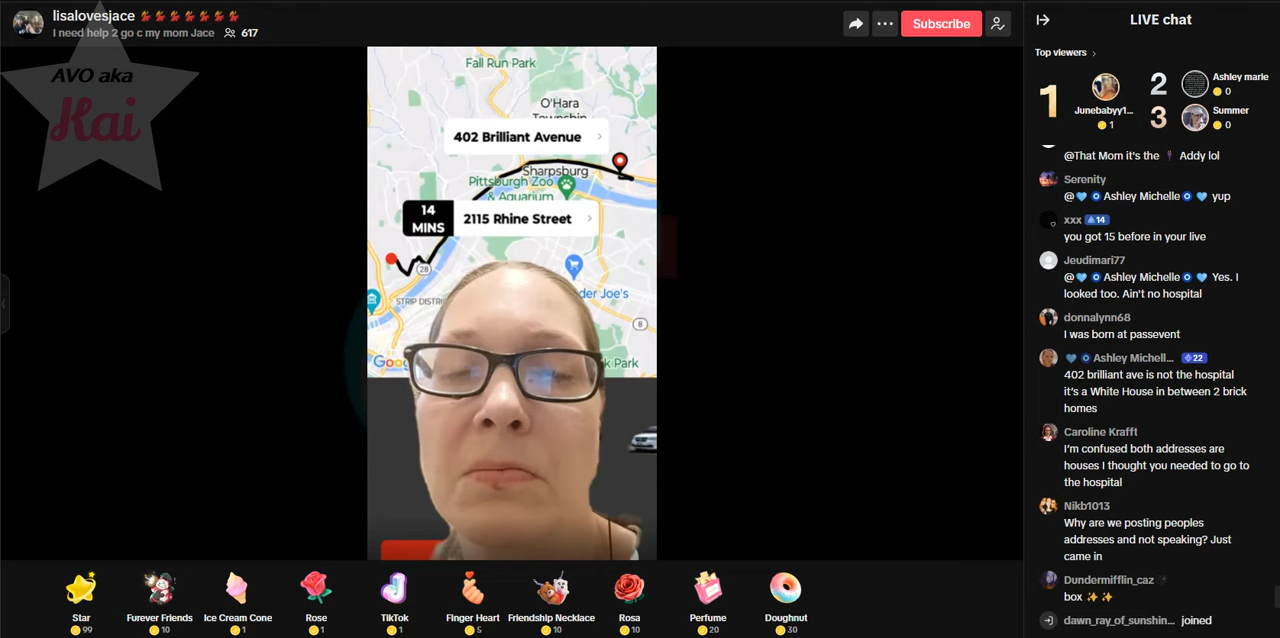 lisalovesjace
I need help 2 go c my mom Jace 617
Subscribe
AVO aka
Kai
Fall Run Park
O'Hara
Township
402 Brilliant Avenue
Sharpsburg
Pittsburgh Zoo
& Aquarium
14
MINS
2115 Rhine Street
28
STRIP DISTRI
der Joe's
8
Goo
k Park
Star
99
Furever Friends
10
Ice Cream Cone
1
Rose
1
TikTok
1
Finger Heart
5
Friendship Necklace
10
Rosa
10
Perfume
20
Doughnut
30
LIVE chat
Top viewers
1
Junebabyy1...
1
2
Ashley marie
0
3
Summer
0
@That Mom it's the Addy lol
Serenity
@💙🧿Ashley Michelle🧿💙 yup
xxx 14
you got 15 before in your live
Jeudimari77
@💙🧿Ashley Michelle🧿💙 Yes. I
looked too. Ain't no hospital
donnalynn68
I was born at passevent
💙🧿Ashley Michell... 22
402 brilliant ave is not the hospital
it's a White House in between 2 brick
homes
Caroline Krafft
I'm confused both addresses are
houses I thought you needed to go to
the hospital
Nikb1013
Why are we posting peoples
addresses and not speaking? Just
came in
Dundermifflin_caz
box ✨✨
dawn_ray_of_sunshin... joined